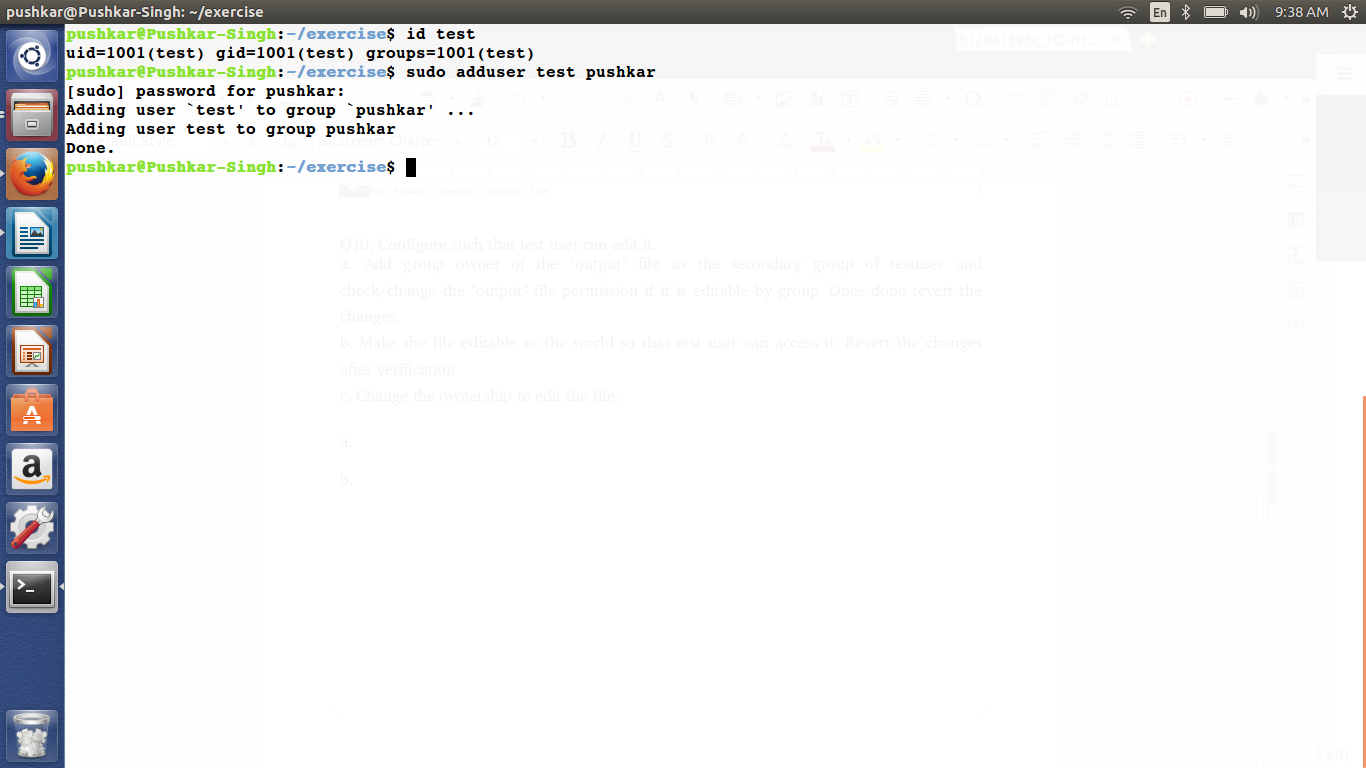 pushkar@Pushkar-Singh: ~/exercise
En
9:38 AM
pushkar@Pushkar-Singh:~/exercise$ id test
uid=1001(test) gid=1001(test) groups=1001(test)
pushkar@Pushkar-Singh:~/exercise$ sudo adduser test pushkar
[sudo] password for pushkar:
Adding user `test' to group `pushkar' ...
Adding user test to group pushkar
Done.
pushkar@Pushkar-Singh:~/exercise$
12
Q10. Configure such that test user can edit it.
a. Add group owner of the "output" file as the secondary group of testuser and
check/change the "output" file permission if it is editable by group. Once done revert the
changes.
b. Make the file editable to the world so that test user can access it. Revert the changes
after verification
c. Change the ownership to edit the file.
a.
b.